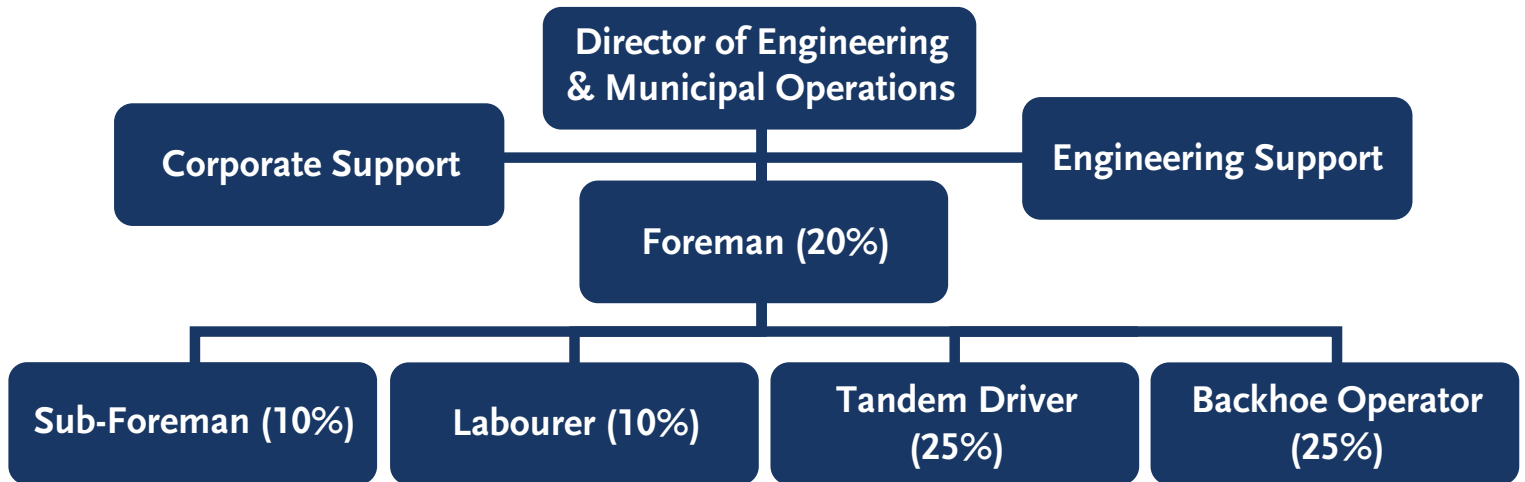 Director of Engineering
& Municipal Operations
Corporate Support
Engineering Support
Foreman (20%)
Sub-Foreman (10%)
Labourer (10%)
Tandem Driver
(25%)
Backhoe Operator
(25%)